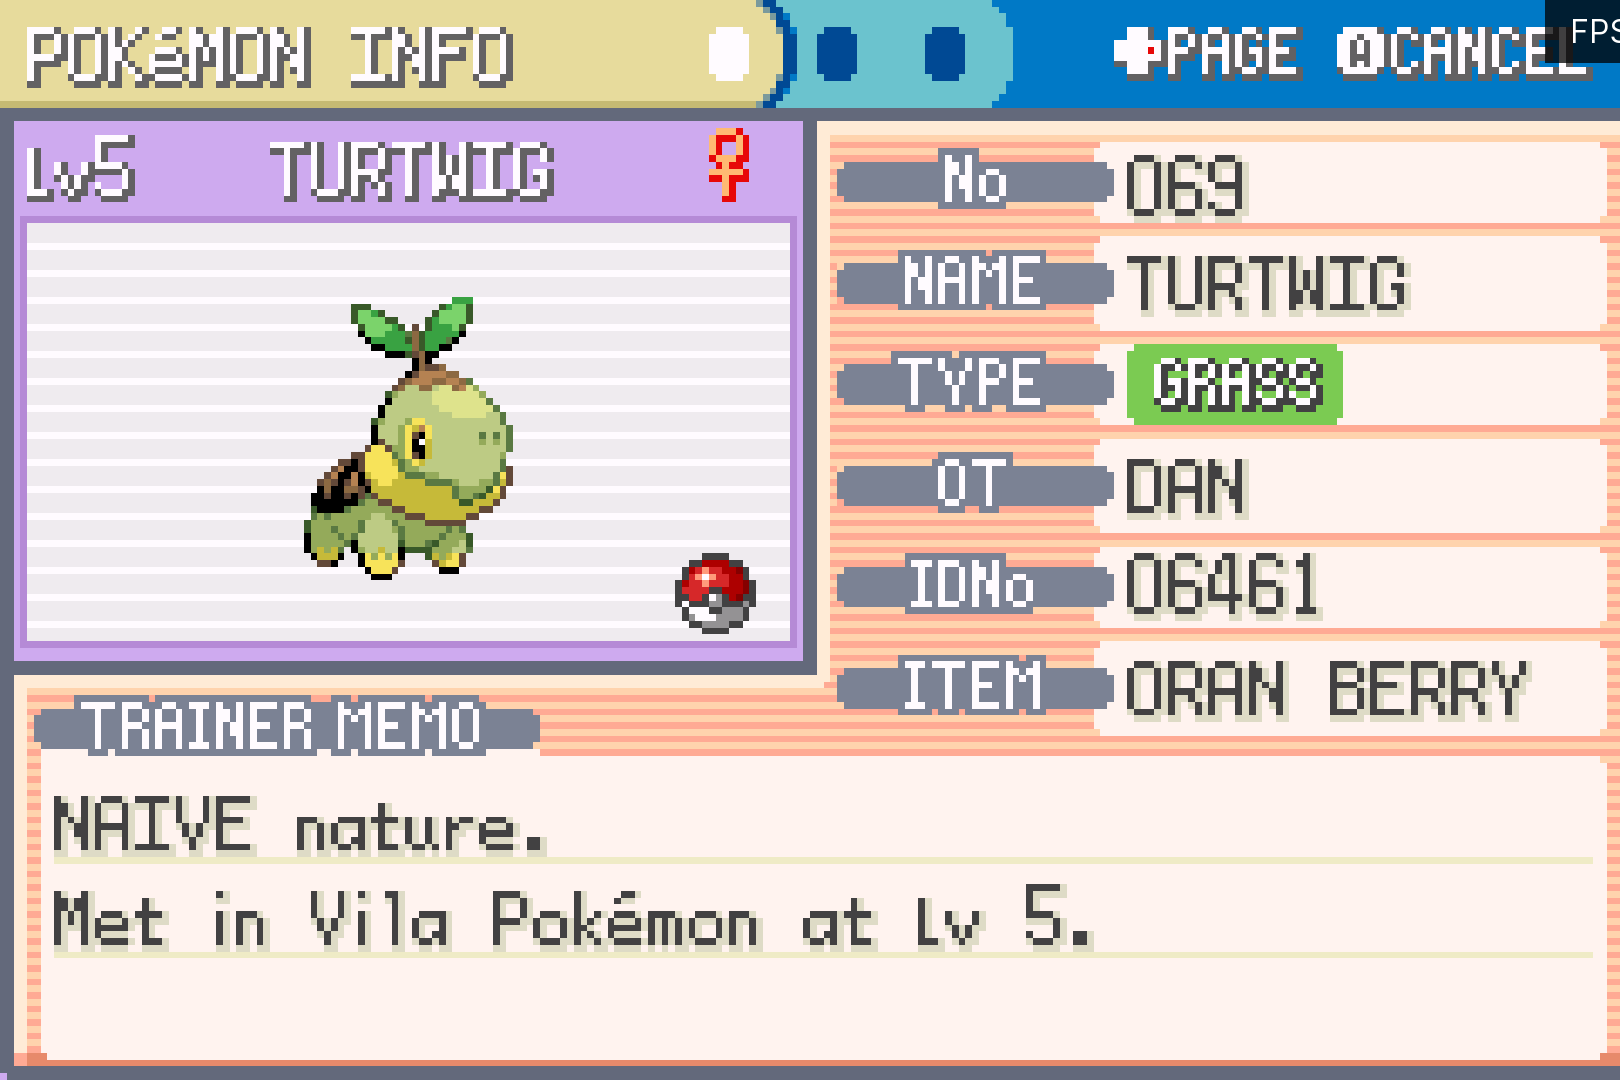 POKéMON INFO
PAGE
A CANCEL
FPS
Lv5 TURTWIG ♀
No 069
NAME TURTWIG
TYPE GRASS
OT DAN
IDNo 06461
ITEM ORAN BERRY
TRAINER MEMO
NAIVE nature.
Met in Vila Pokémon at Lv 5.